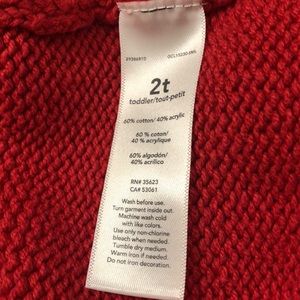 2t
toddler/tout-petit
60% cotton/ 40% acrylic
60 % coton/
40 % acrylique
60% algodón/
40% acrílico
RN# 35623
CA# 53061
Wash before use.
Turn garment inside out.
Machine wash cold
with like colors.
Use only non-chlorine
bleach when needed.
Tumble dry medium.
Warm iron if needed.
Do not iron decoration.